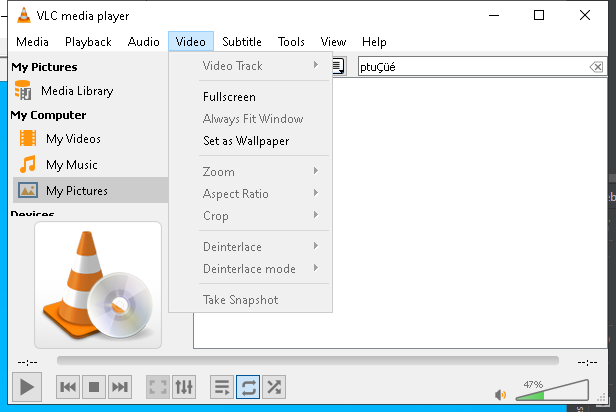 VLC media player
Media Playback Audio Video Subtitle Tools View Help
My Pictures
Media Library
My Computer
My Videos
My Music
My Pictures
Devices
Video Track
Fullscreen
Always Fit Window
Set as Wallpaper
Zoom
Aspect Ratio
Crop
Deinterlace
Deinterlace mode
Take Snapshot
ptuÇüé
--:-- --:--
47%